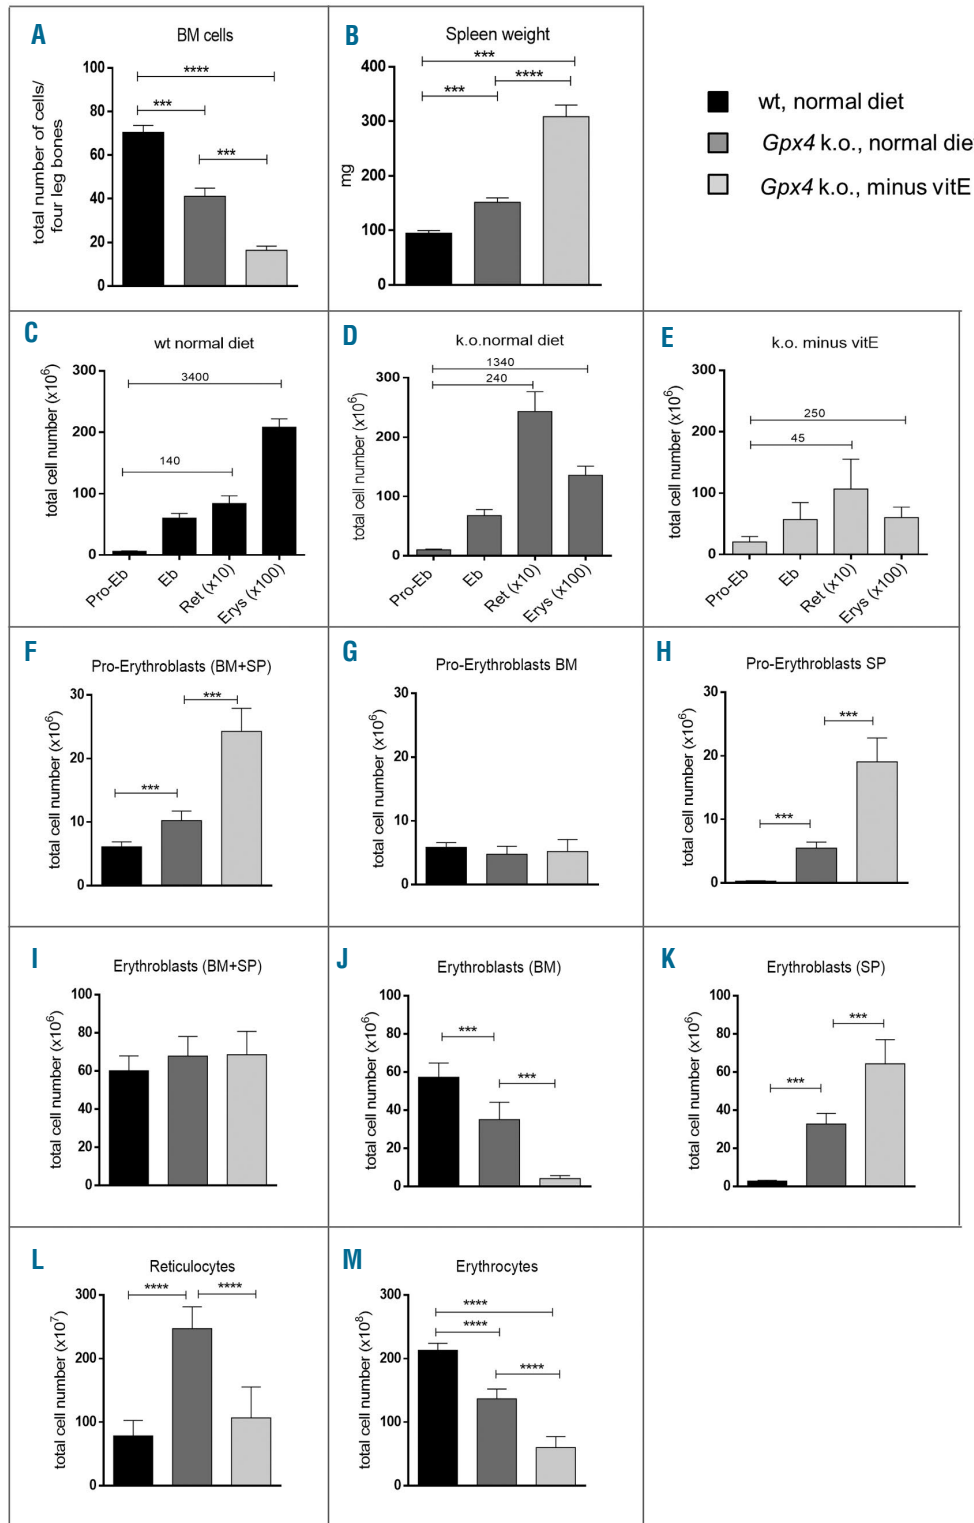 A
BM cells
total number of cells/
four leg bones
100
80
60
40
20
0
****
***
***
B
Spleen weight
mg
400
300
200
100
0
***
****
***
wt, normal diet
Gpx4 k.o., normal die
Gpx4 k.o., minus vitE
C
wt normal diet
total cell number (x10⁶)
300
200
100
0
3400
140
Pro-Eb
Eb
Ret (x10)
Erys (x100)
D
k.o.normal diet
total cell number (x10⁶)
300
200
100
0
1340
240
Pro-Eb
Eb
Ret (x10)
Erys (x100)
E
k.o. minus vitE
total cell number (x10⁶)
300
200
100
0
250
45
Pro-Eb
Eb
Ret (x10)
Erys (x100)
F
Pro-Erythroblasts (BM+SP)
total cell number (x10⁶)
30
20
10
0
***
***
G
Pro-Erythroblasts BM
total cell number (x10⁶)
30
20
10
0
H
Pro-Erythroblasts SP
total cell number (x10⁶)
30
20
10
0
***
***
I
Erythroblasts (BM+SP)
total cell number (x10⁶)
100
80
60
40
20
0
J
Erythroblasts (BM)
total cell number (x10⁶)
100
80
60
40
20
0
***
***
K
Erythroblasts (SP)
total cell number (x10⁶)
100
80
60
40
20
0
***
***
L
Reticulocytes
total cell number (x10⁷)
300
200
100
0
****
****
M
Erythrocytes
total cell number (x10⁸)
300
200
100
0
****
****
****